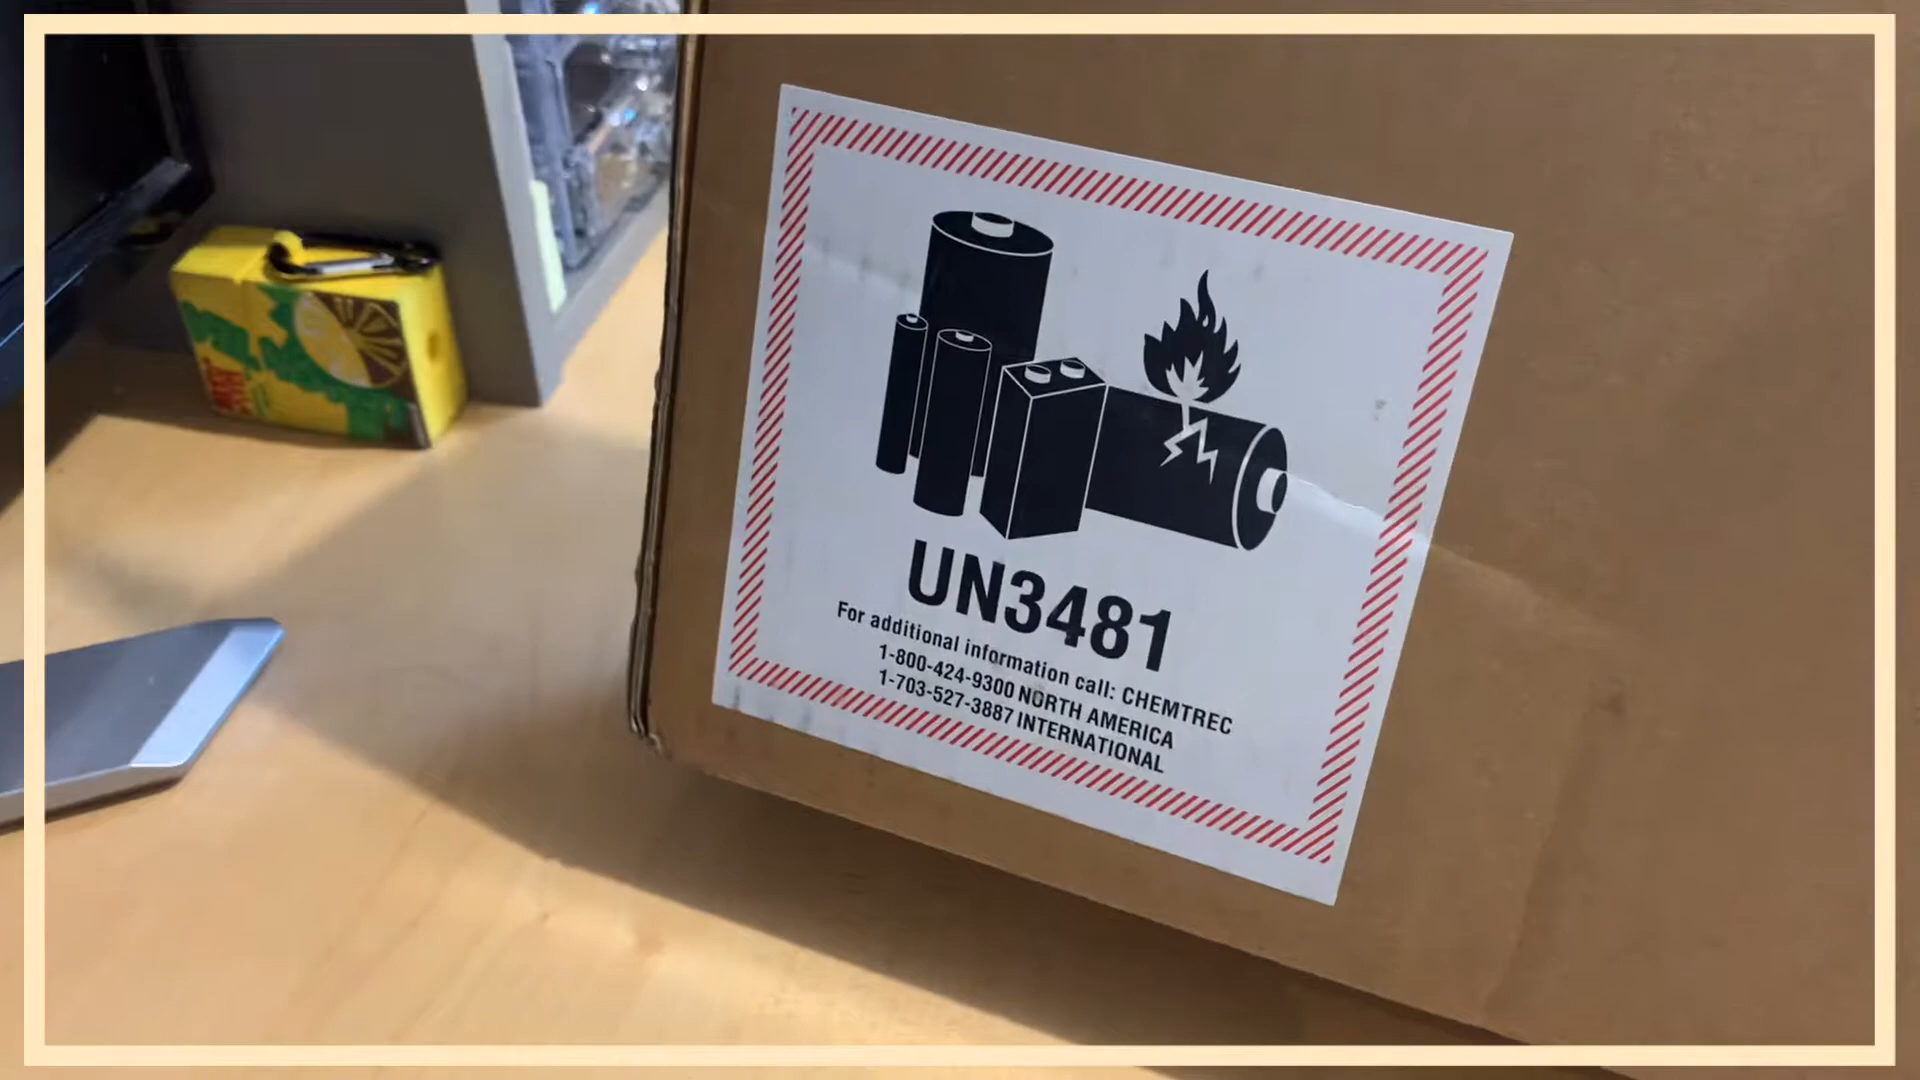 UN3481
For additional information call: CHEMTREC
1-800-424-9300 NORTH AMERICA
1-703-527-3887 INTERNATIONAL